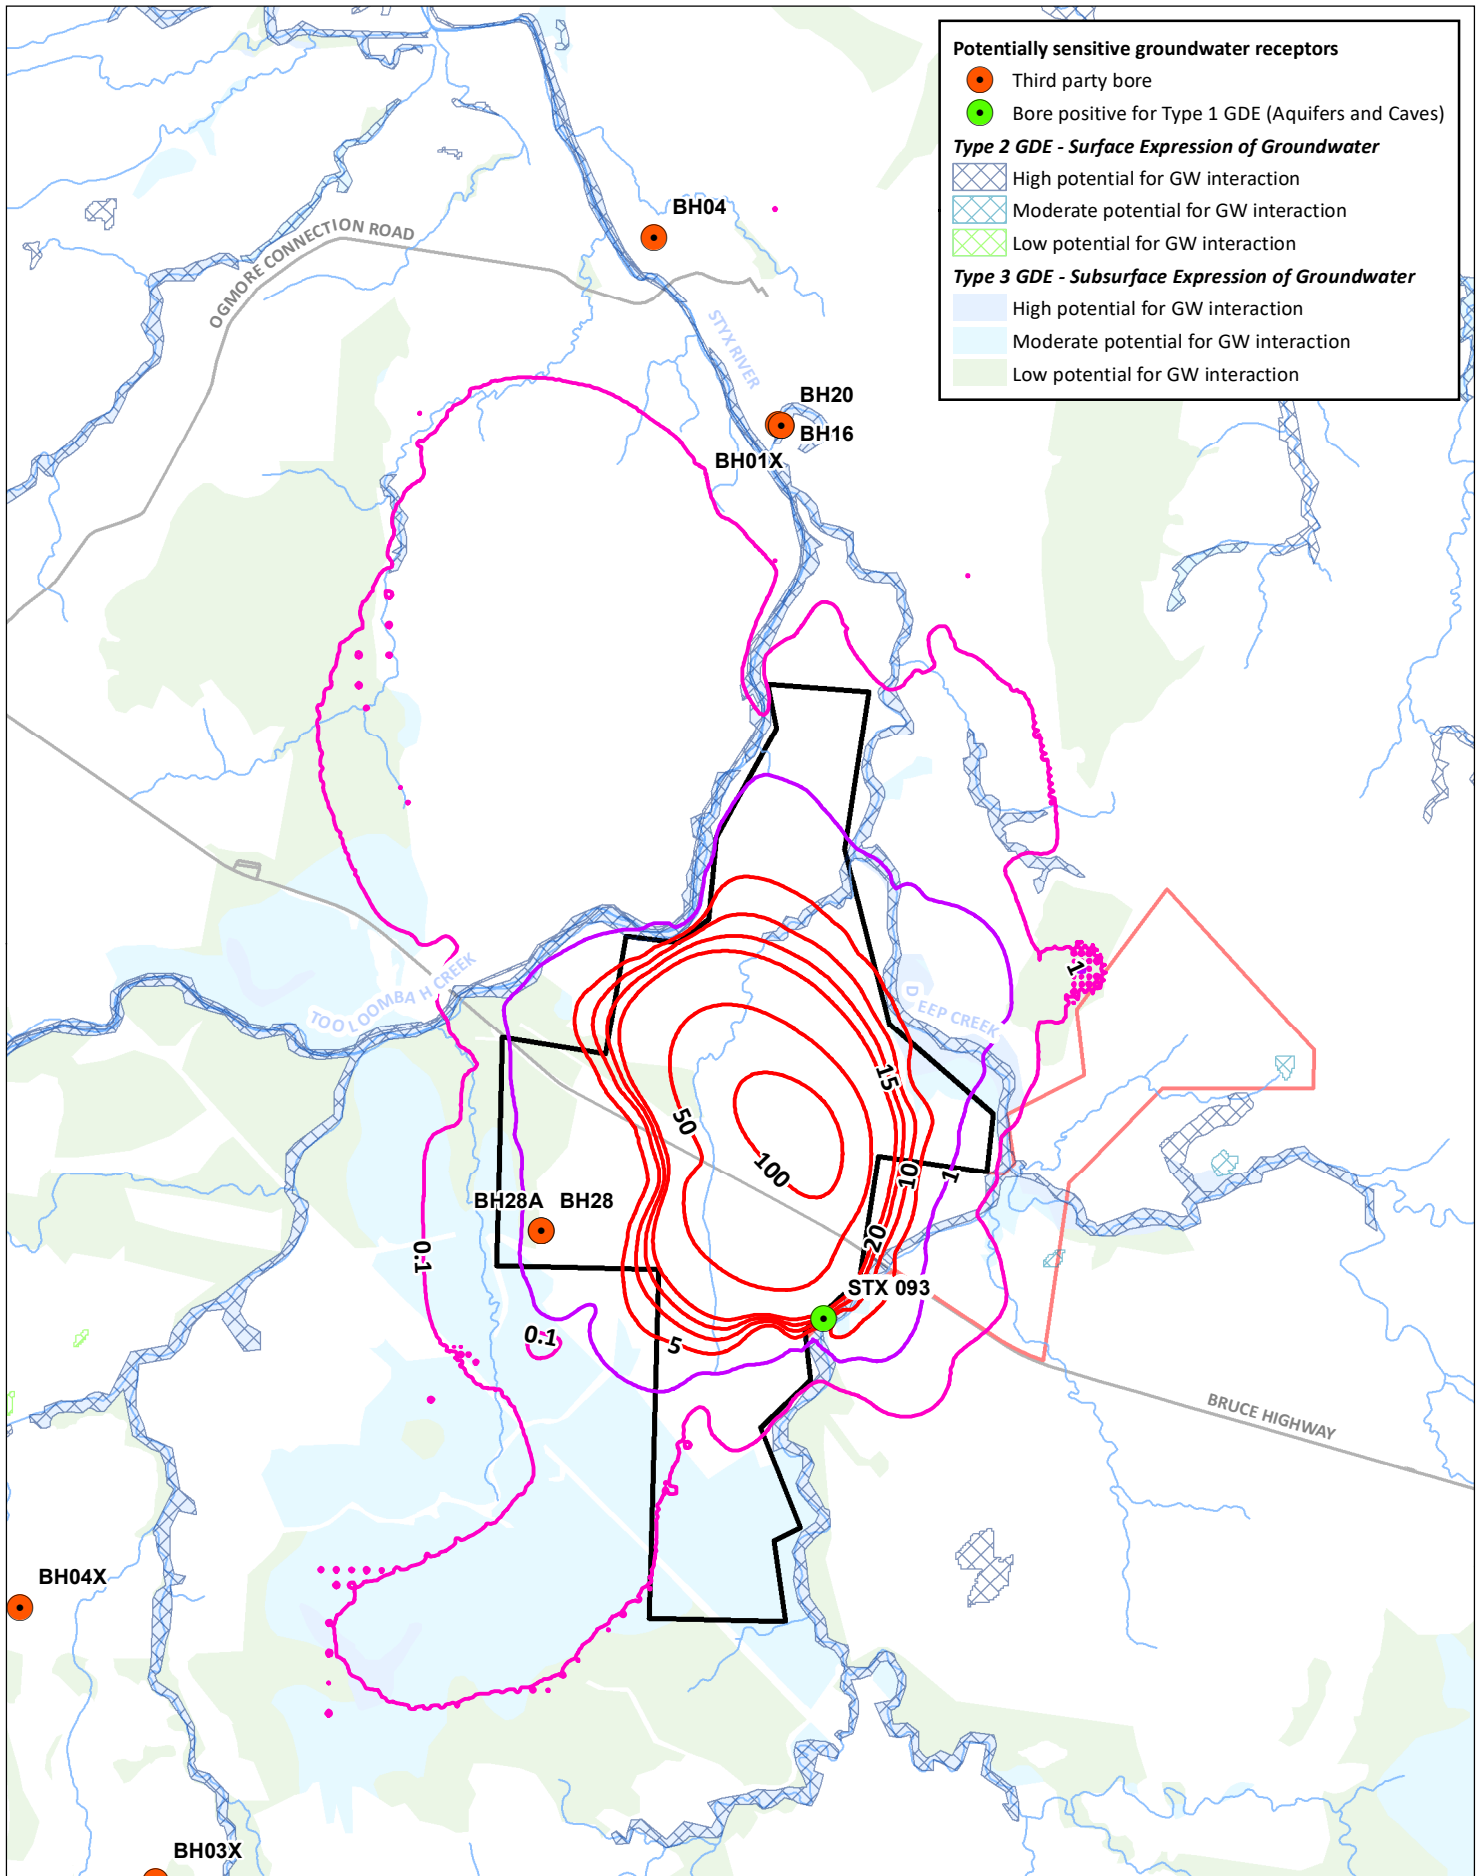 Potentially sensitive groundwater receptors
Third party bore
Bore positive for Type 1 GDE (Aquifers and Caves)
Type 2 GDE - Surface Expression of Groundwater
High potential for GW interaction
Moderate potential for GW interaction
Low potential for GW interaction
Type 3 GDE - Subsurface Expression of Groundwater
High potential for GW interaction
Moderate potential for GW interaction
Low potential for GW interaction
BH04
OGMORE CONNECTION ROAD
STYX RIVER
BH20
BH16
BH01X
TOOLOOMBAH CREEK
DEEP CREEK
1
15
50
100
10
1
BH28A
BH28
20
0.1
STX 093
0.1
5
BRUCE HIGHWAY
BH04X
BH03X